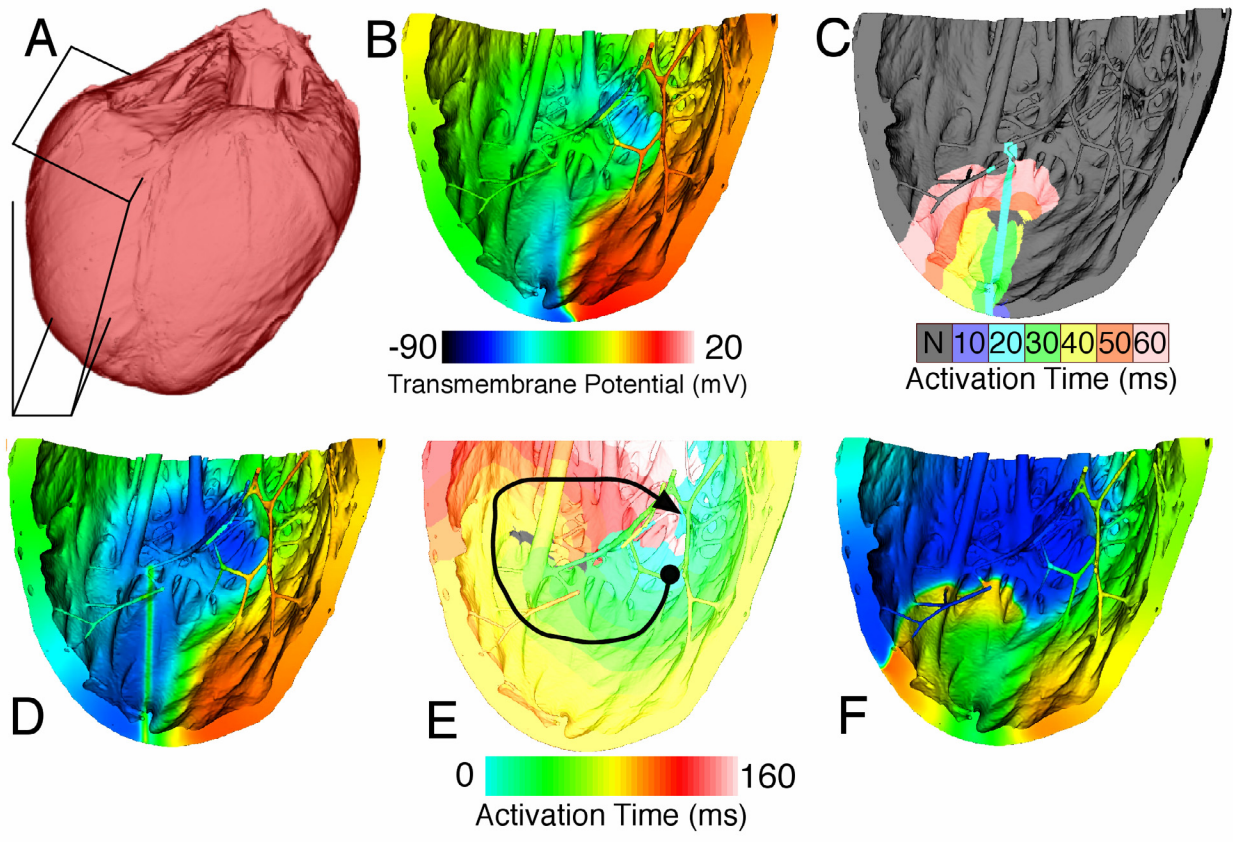 A
B
C
-90 20
Transmembrane Potential (mV)
N 10 20 30 40 50 60
Activation Time (ms)
D
E
F
0 160
Activation Time (ms)